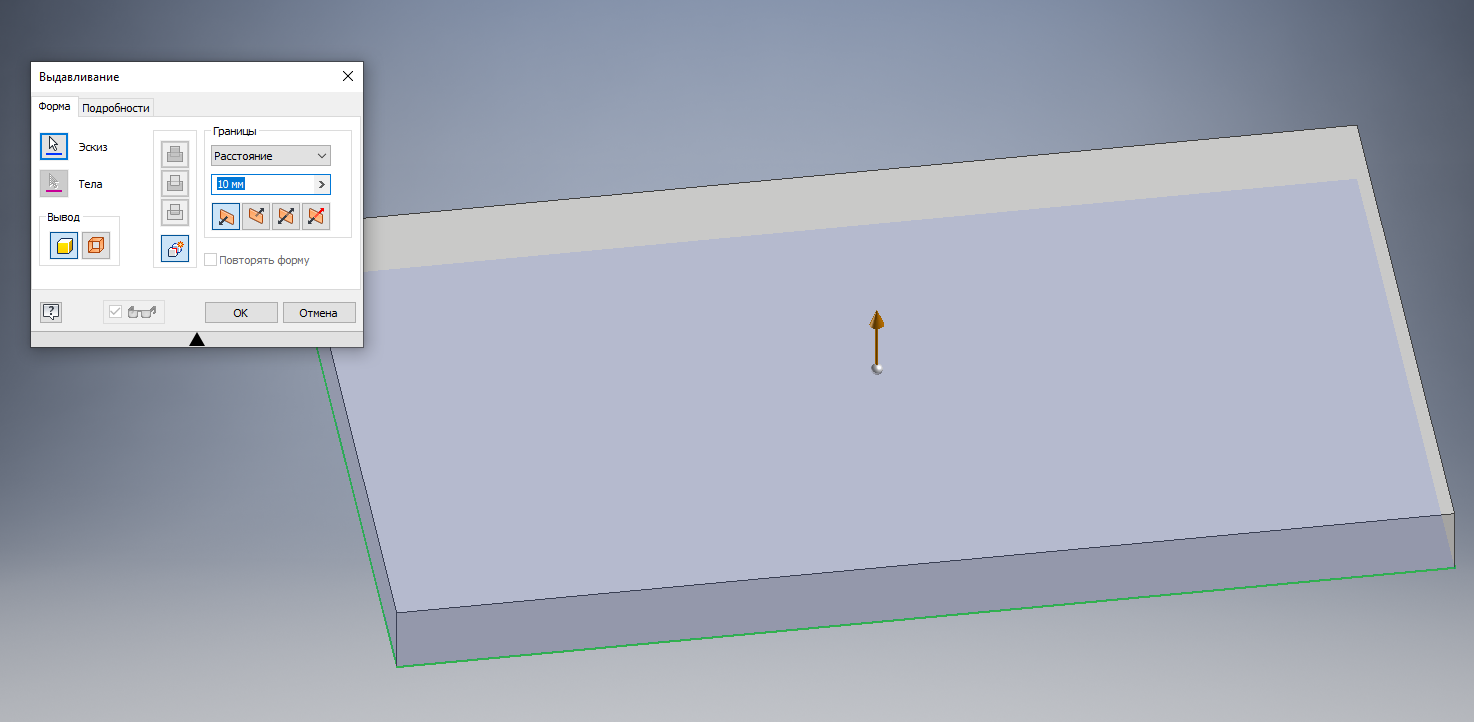 Выдавливание
Форма
Подробности
Эскиз
Тела
Вывод
Границы
Расстояние
10 мм
Повторять форму
?
OK
Отмена